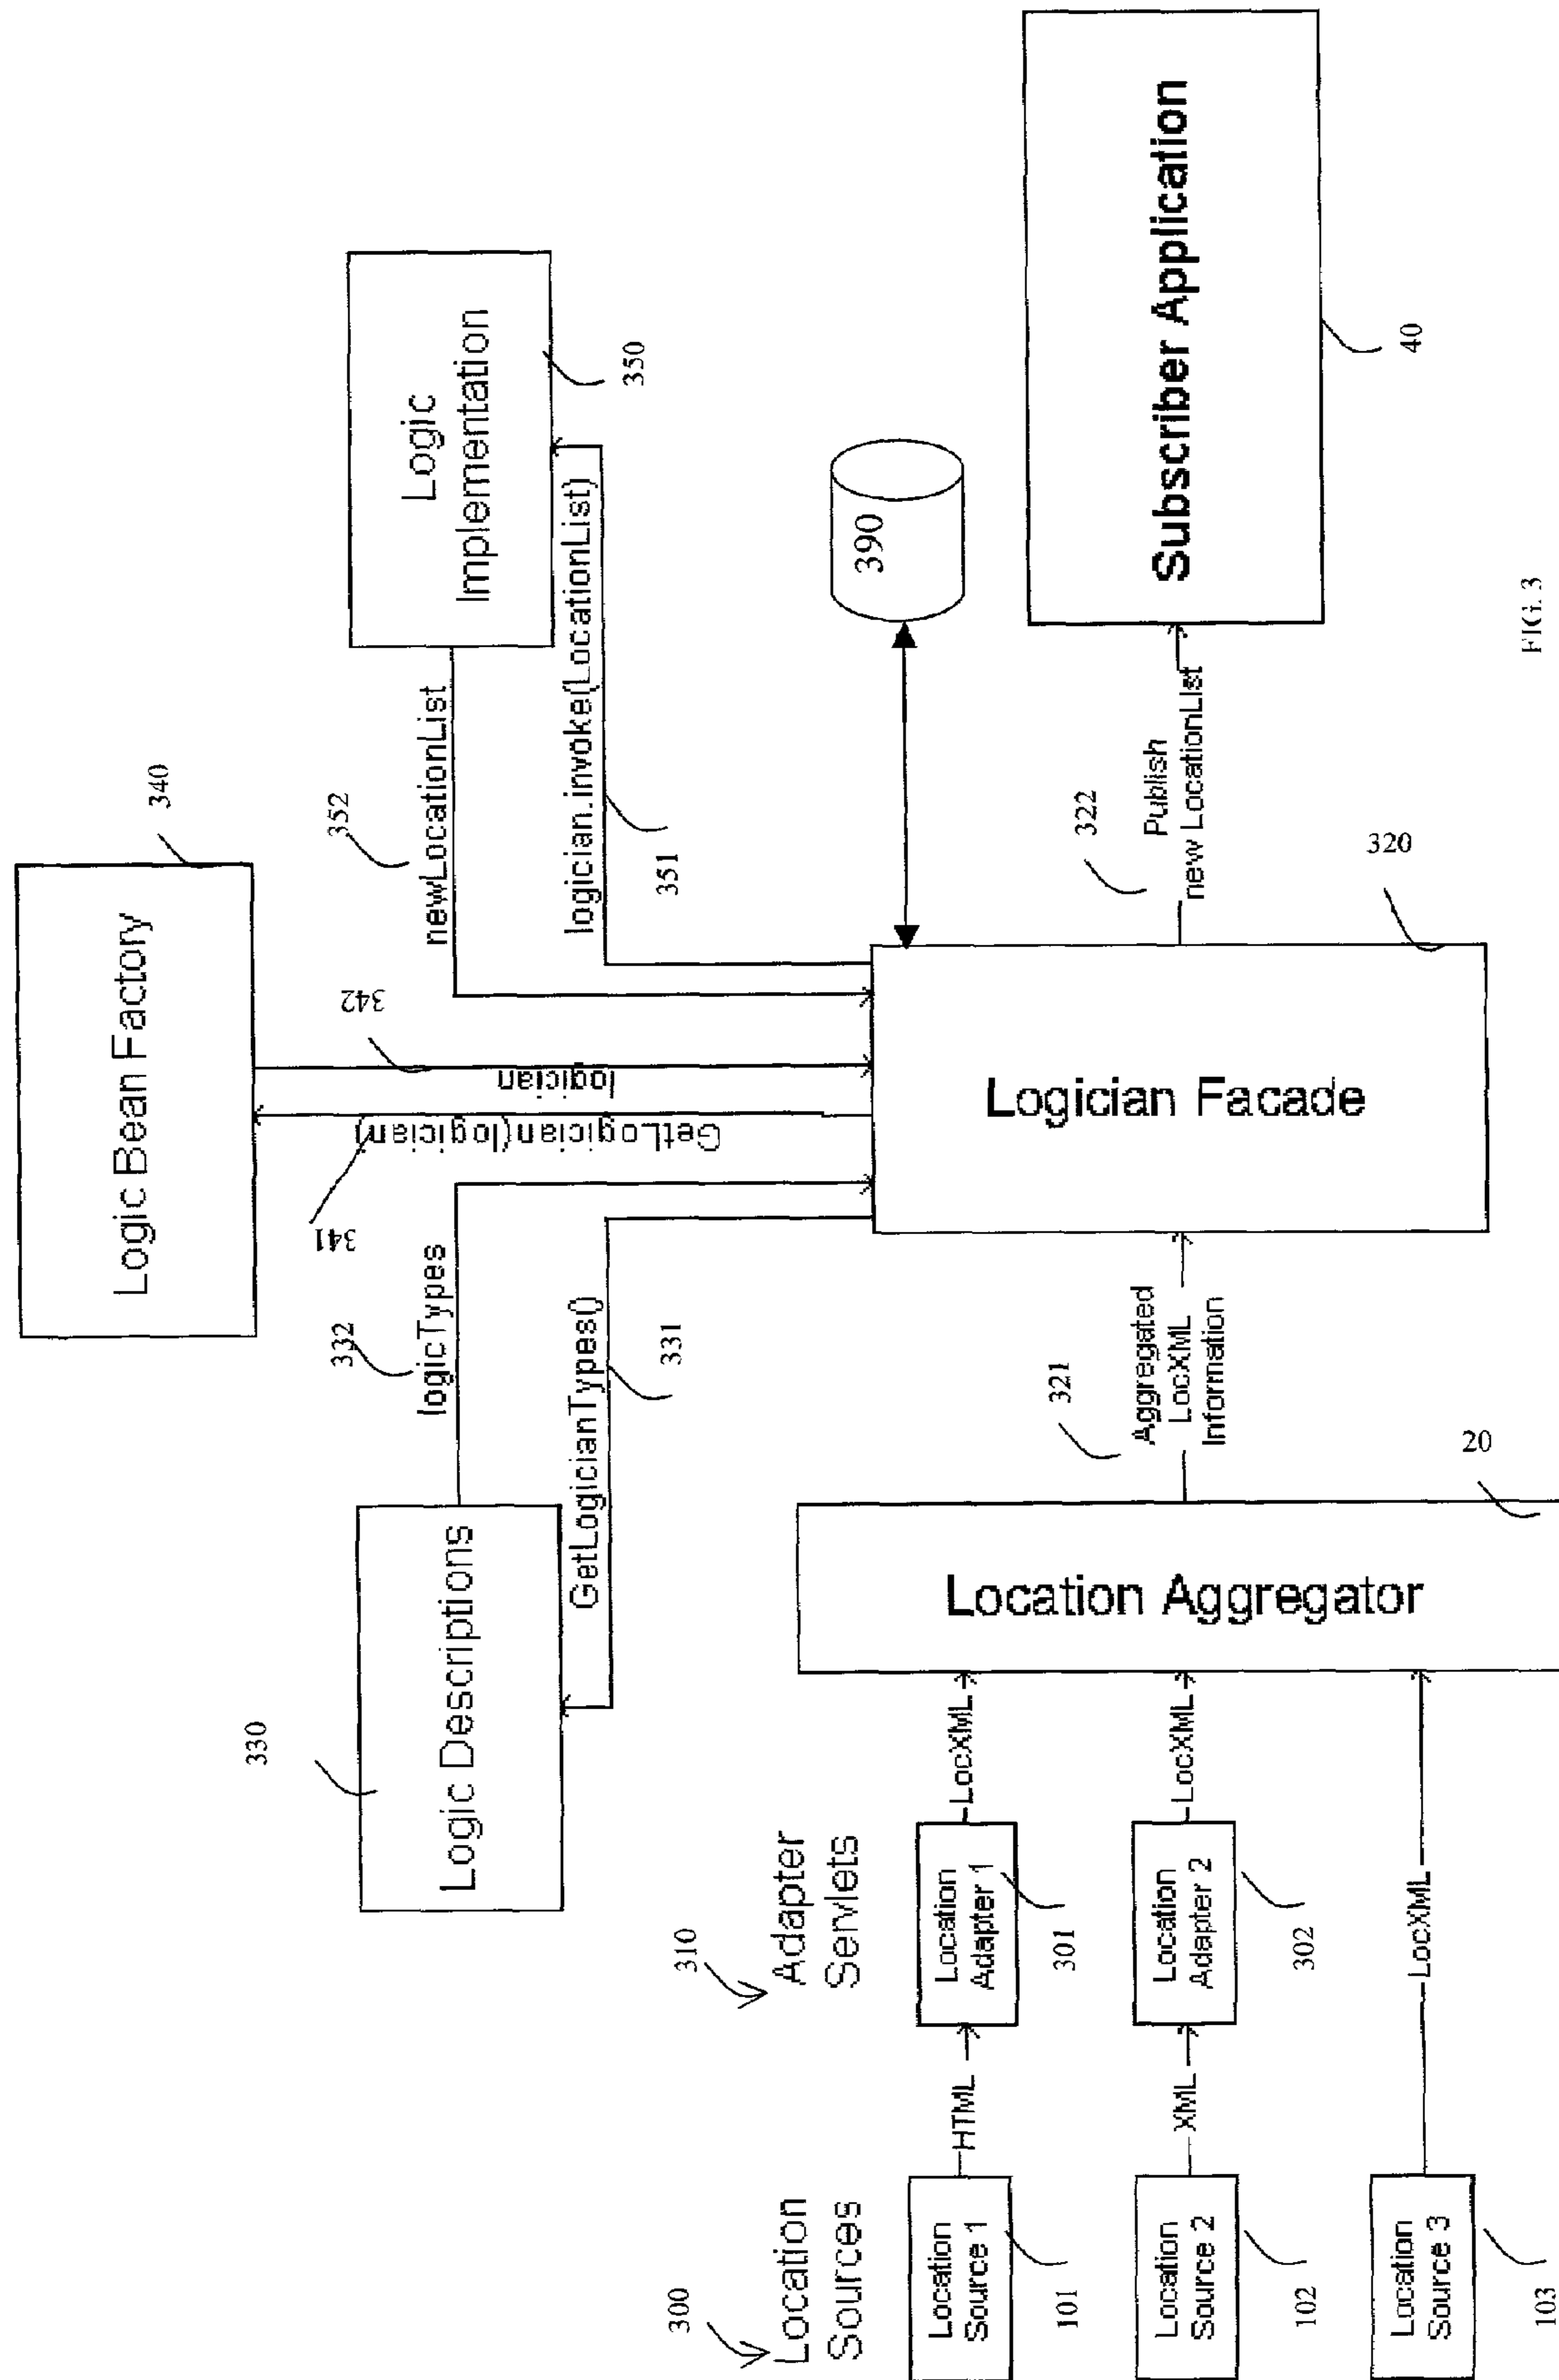 340
Logic Bean Factory
332
logicTypes
341
GetLogician(logician)
logician
342
352
newLocationList
330
Logic Descriptions
GetLogicianTypes()
331
logician.invoke(LocationList)
351
Logic
Implementation
350
300
Location
Sources
310
Adapter
Servlets
390
Location
Source 1
101
HTML
Location
Adapter 1
301
LocXML
Location
Source 2
102
XML
Location
Adapter 2
302
LocXML
Location
Source 3
103
LocXML
Location Aggregator
20
321
Aggregated
LocXML
Information
Logician Facade
320
322
Publish
new LocationList
Subscriber Application
40
FIG. 3